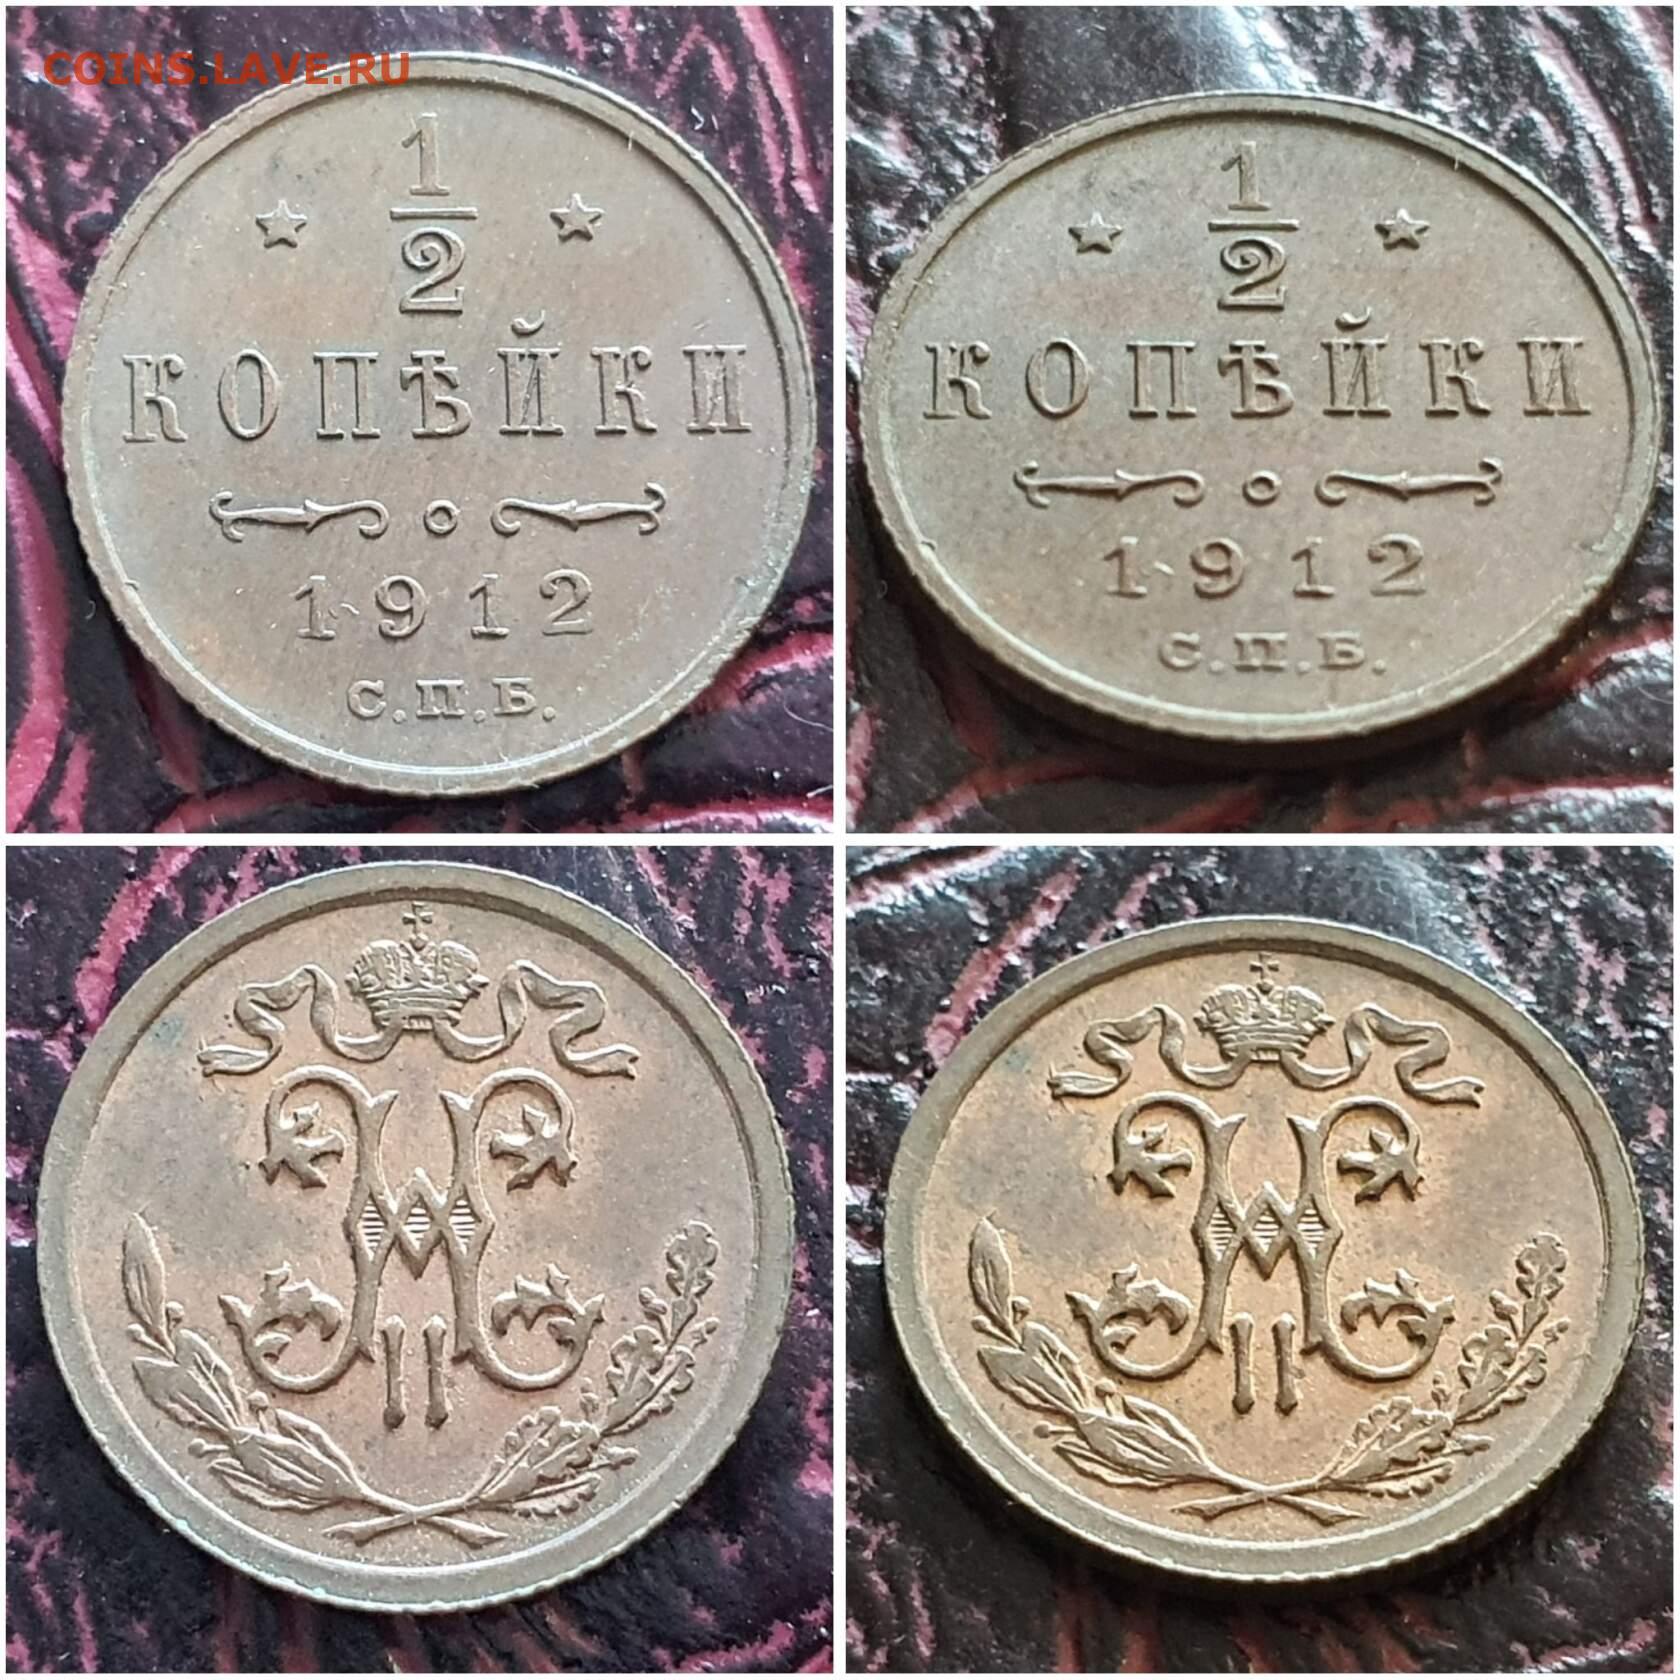 COINS.LAVE.RU
1
2
КОПѢЙКИ
1912
С.П.Б.
1
2
КОПѢЙКИ
1912
С.П.Б.
II
II